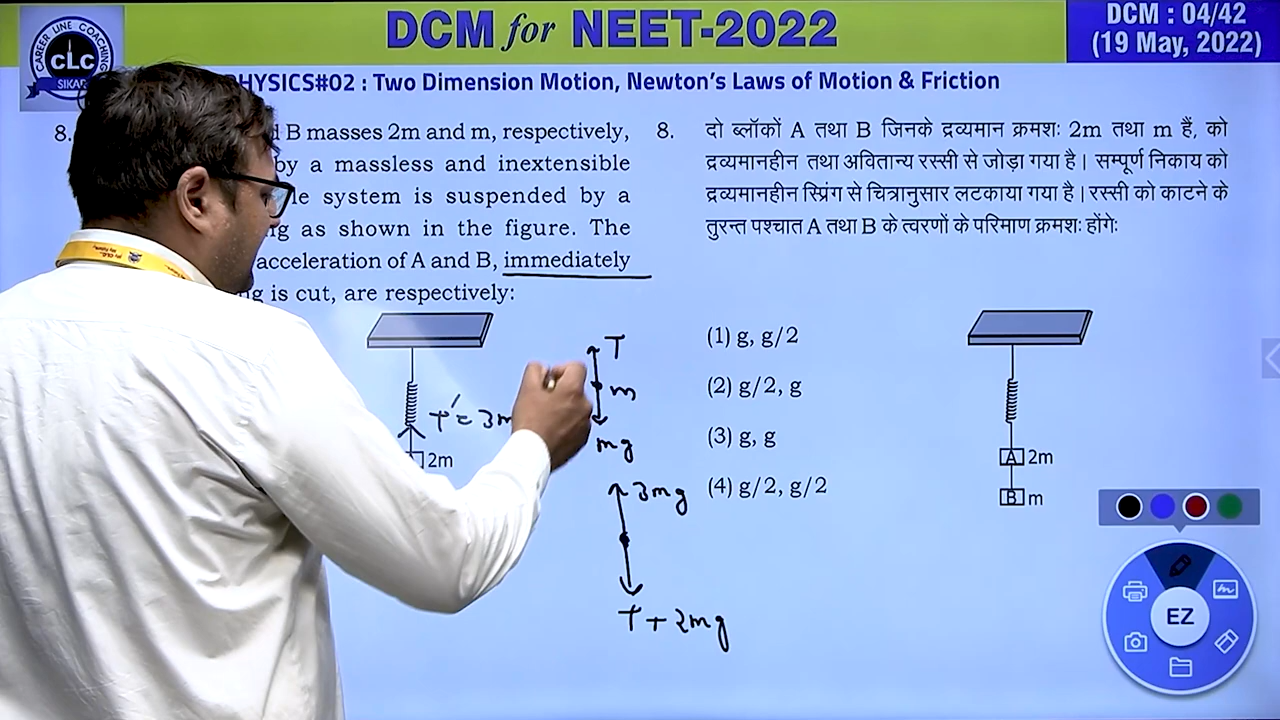 DCM for NEET-2022
DCM : 04/42
(19 May, 2022)
CAREER LINE COACHING
CLC
HYSICS#02 : Two Dimension Motion, Newton's Laws of Motion & Friction
8.
B masses 2m and m, respectively,
by a massless and inextensible
system is suspended by a
as shown in the figure. The
acceleration of A and B, immediately
is cut, are respectively:
8. दो ब्लॉकों A तथा B जिनके द्रव्यमान क्रमशः 2m तथा m हैं, को
द्रव्यमानहीन तथा अवितान्य रस्सी से जोड़ा गया है। सम्पूर्ण निकाय को
द्रव्यमानहीन स्प्रिंग से चित्रानुसार लटकाया गया है। रस्सी को काटने के
तुरन्त पश्चात A तथा B के त्वरणों के परिमाण क्रमशः होंगेः
T
m
mg
T' = 3m
2m
3mg
T + 2mg
(1) g, g/2
(2) g/2, g
(3) g, g
(4) g/2, g/2
A 2m
B m
EZ